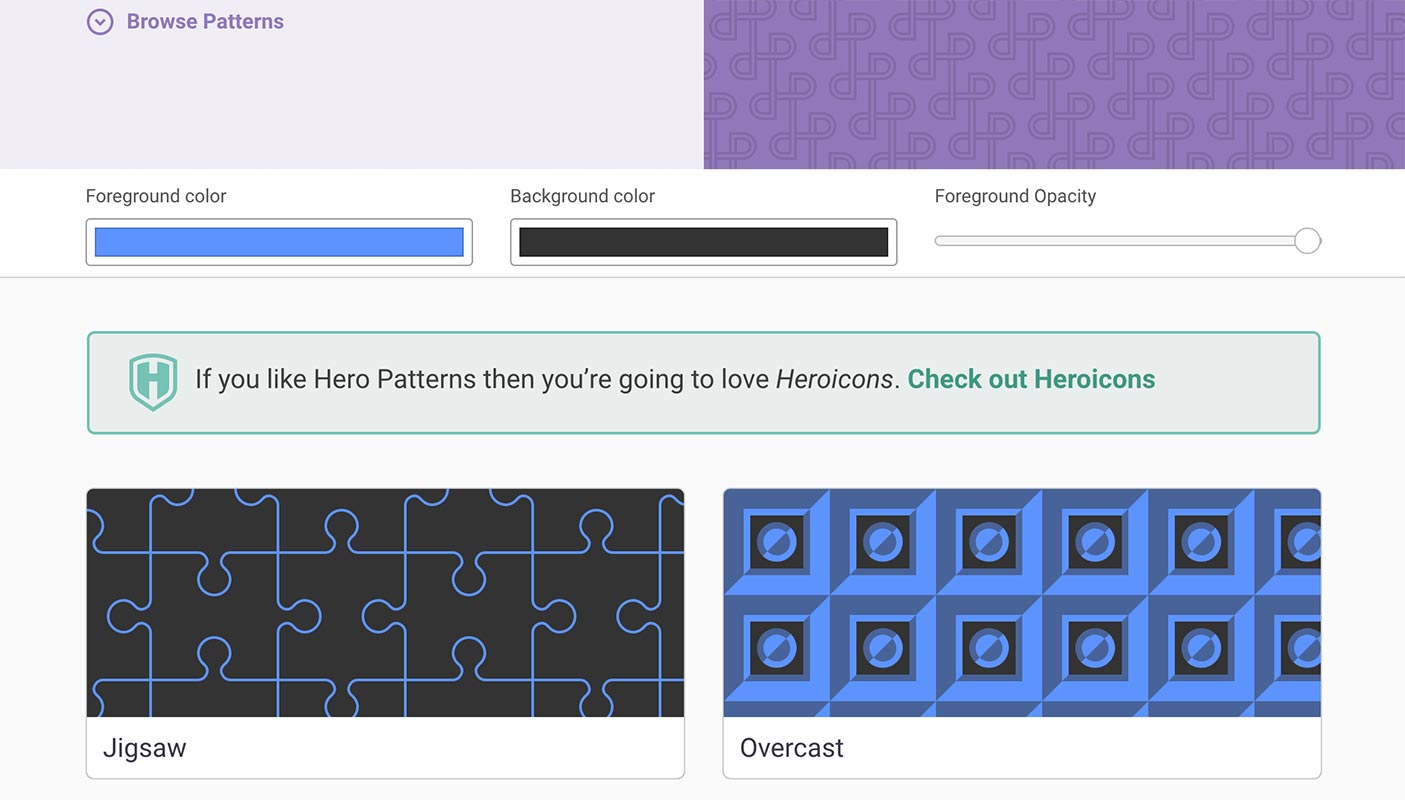 Browse Patterns
Foreground color
Background color
Foreground Opacity
H
If you like Hero Patterns then you’re going to love Heroicons. Check out Heroicons
Jigsaw
Overcast